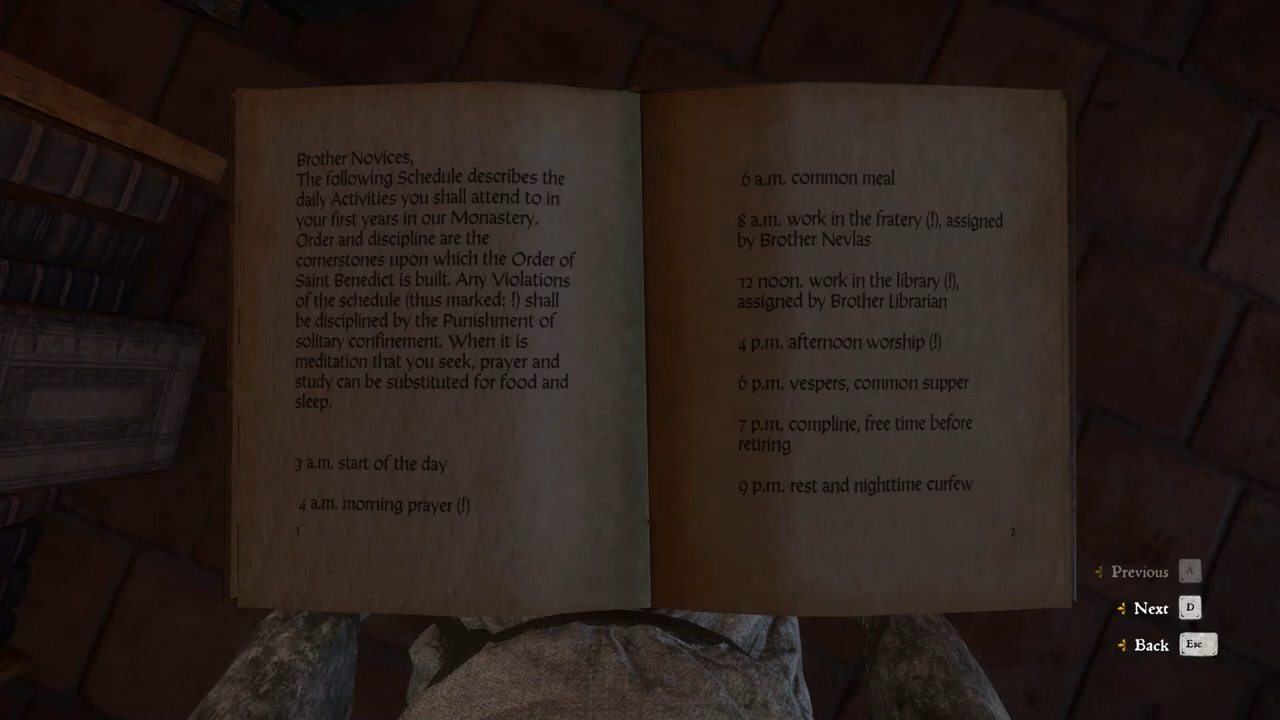 Brother Novices,
The following Schedule describes the
daily Activities you shall attend to in
your first years in our Monastery.
Order and discipline are the
cornerstones upon which the Order of
Saint Benedict is built. Any Violations
of the schedule (thus marked: !) shall
be disciplined by the Punishment of
solitary confinement. When it is
meditation that you seek, prayer and
study can be substituted for food and
sleep.
3 a.m. start of the day
4 a.m. morning prayer (!)
1
6 a.m. common meal
8 a.m. work in the fratery (!), assigned
by Brother Nevlas
12 noon. work in the library (!),
assigned by Brother Librarian
4 p.m. afternoon worship (!)
6 p.m. vespers, common supper
7 p.m. compline, free time before
retiring
9 p.m. rest and nighttime curfew
2
Previous A
Next D
Back Esc